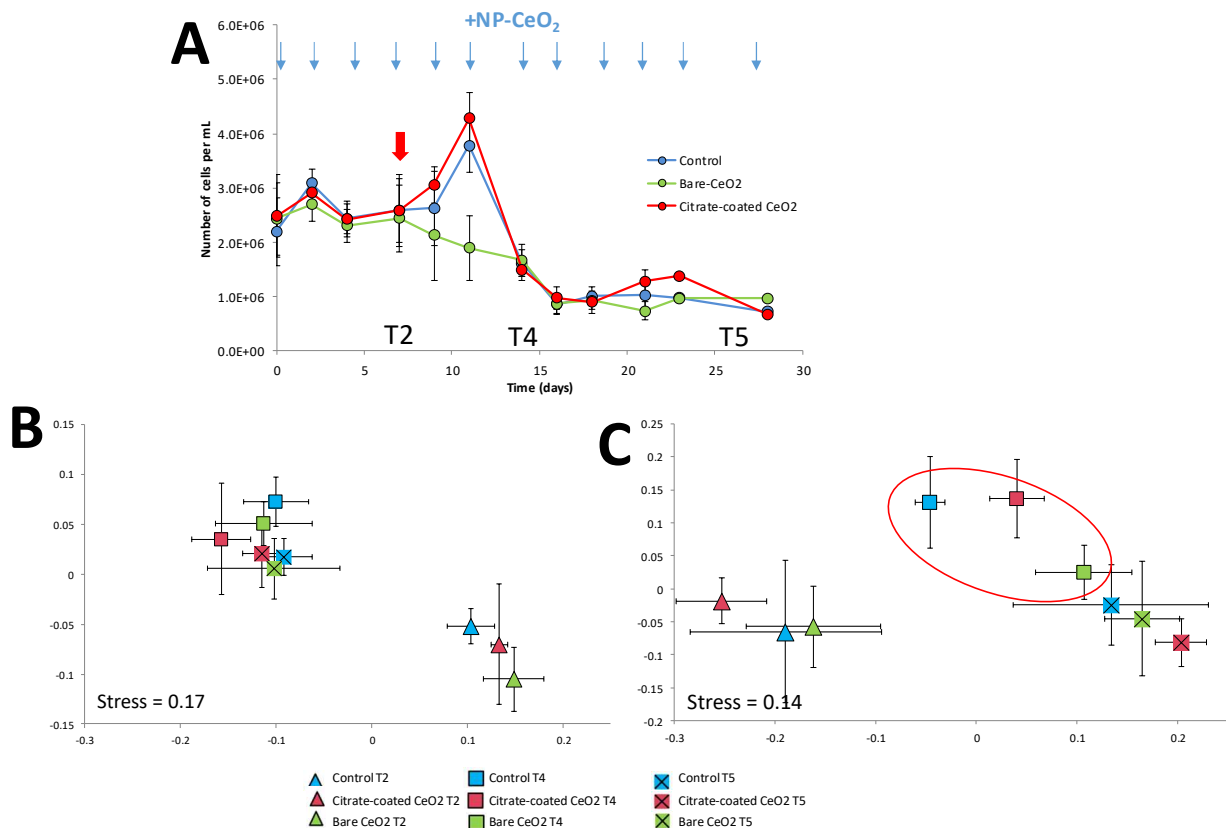 A
+NP-CeO₂
6.0E+06
5.0E+06
4.0E+06
3.0E+06
2.0E+06
1.0E+06
0.0E+00
Number of cells per mL
Control
Bare-CeO2
Citrate-coated CeO2
T2
T4
T5
0
5
10
15
20
25
30
Time (days)
B
0.15
0.1
0.05
0
-0.05
-0.1
-0.15
Stress = 0.17
-0.3
-0.2
-0.1
0
0.1
0.2
C
0.25
0.2
0.15
0.1
0.05
0
-0.05
-0.1
-0.15
-0.2
Stress = 0.14
-0.3
-0.2
-0.1
0
0.1
0.2
Control T2
Control T4
Control T5
Citrate-coated CeO2 T2
Citrate-coated CeO2 T4
Citrate-coated CeO2 T5
Bare CeO2 T2
Bare CeO2 T4
Bare CeO2 T5